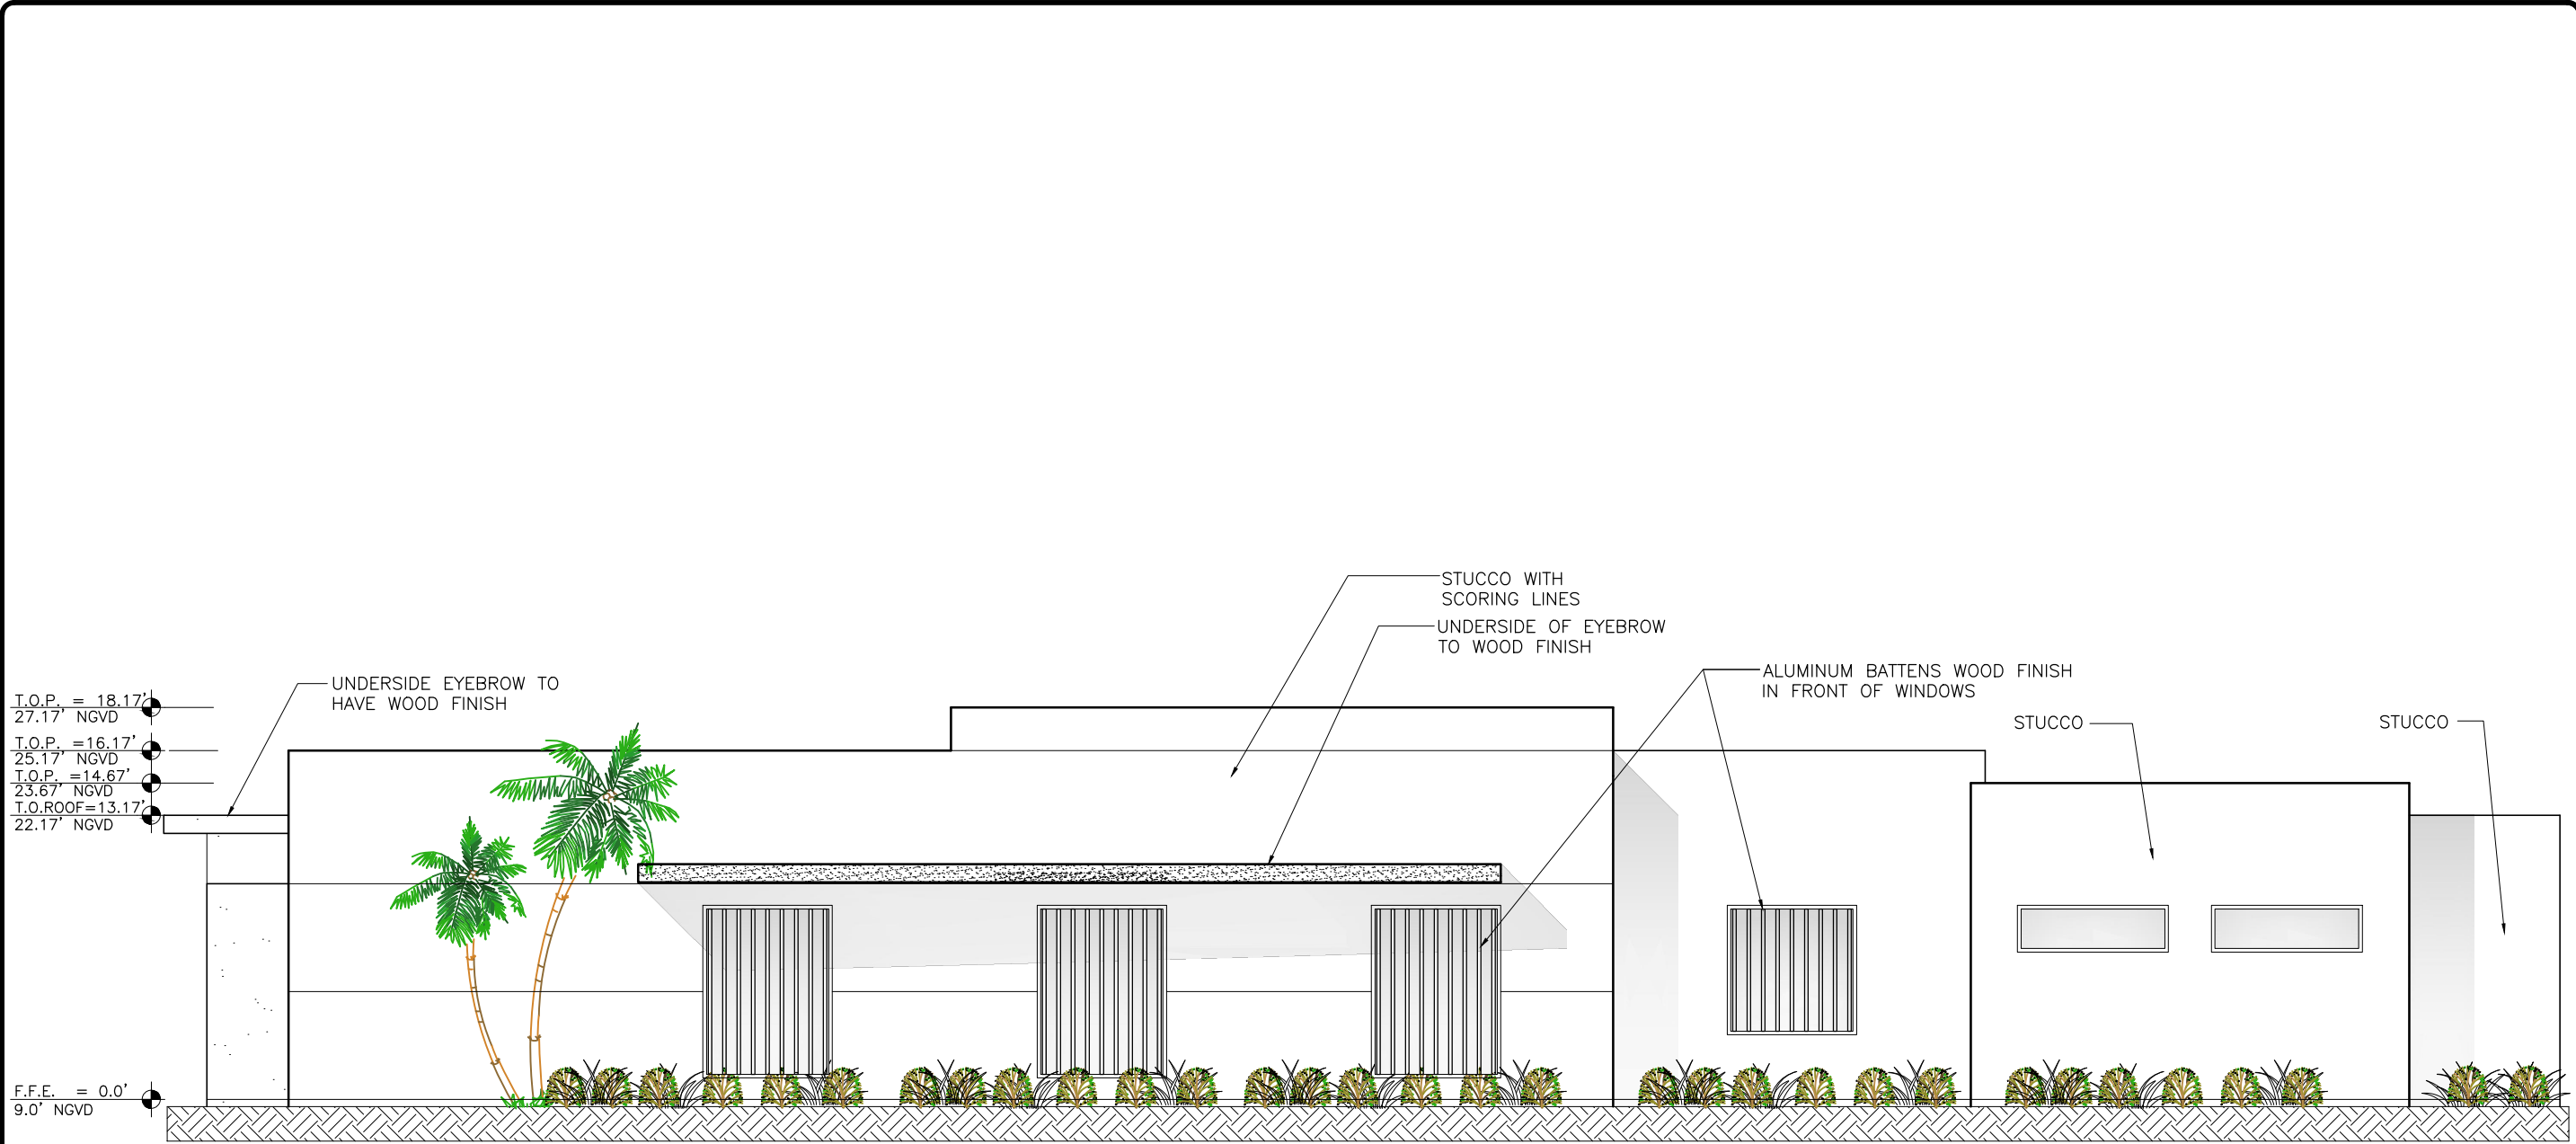 STUCCO WITH
SCORING LINES
UNDERSIDE OF EYEBROW
TO WOOD FINISH
ALUMINUM BATTENS WOOD FINISH
IN FRONT OF WINDOWS
UNDERSIDE EYEBROW TO
HAVE WOOD FINISH
STUCCO
STUCCO
T.O.P. = 18.17'
27.17' NGVD
T.O.P. =16.17'
25.17' NGVD
T.O.P. =14.67'
23.67' NGVD
T.O.ROOF=13.17'
22.17' NGVD
F.F.E. = 0.0'
9.0' NGVD